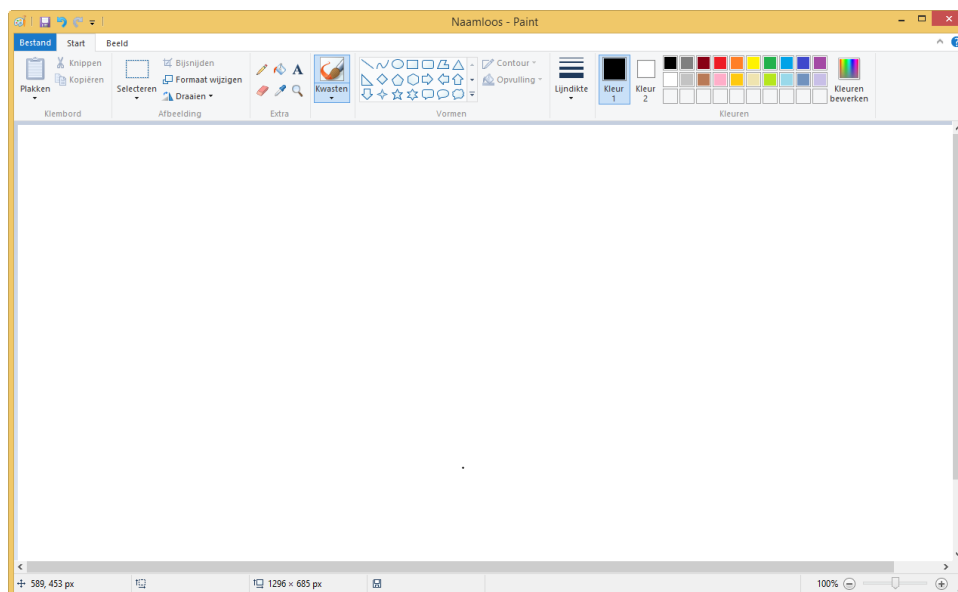 Naamloos - Paint
Bestand Start Beeld
Plakken
Knippen
Kopiëren
Klembord
Selecteren
Bijsnijden
Formaat wijzigen
Draaien
Afbeelding
A
Extra
Kwasten
Contour
Opvulling
Vormen
Lijndikte
Kleur 1
Kleur 2
Kleuren bewerken
Kleuren
589, 453 px
1296 × 685 px
100%